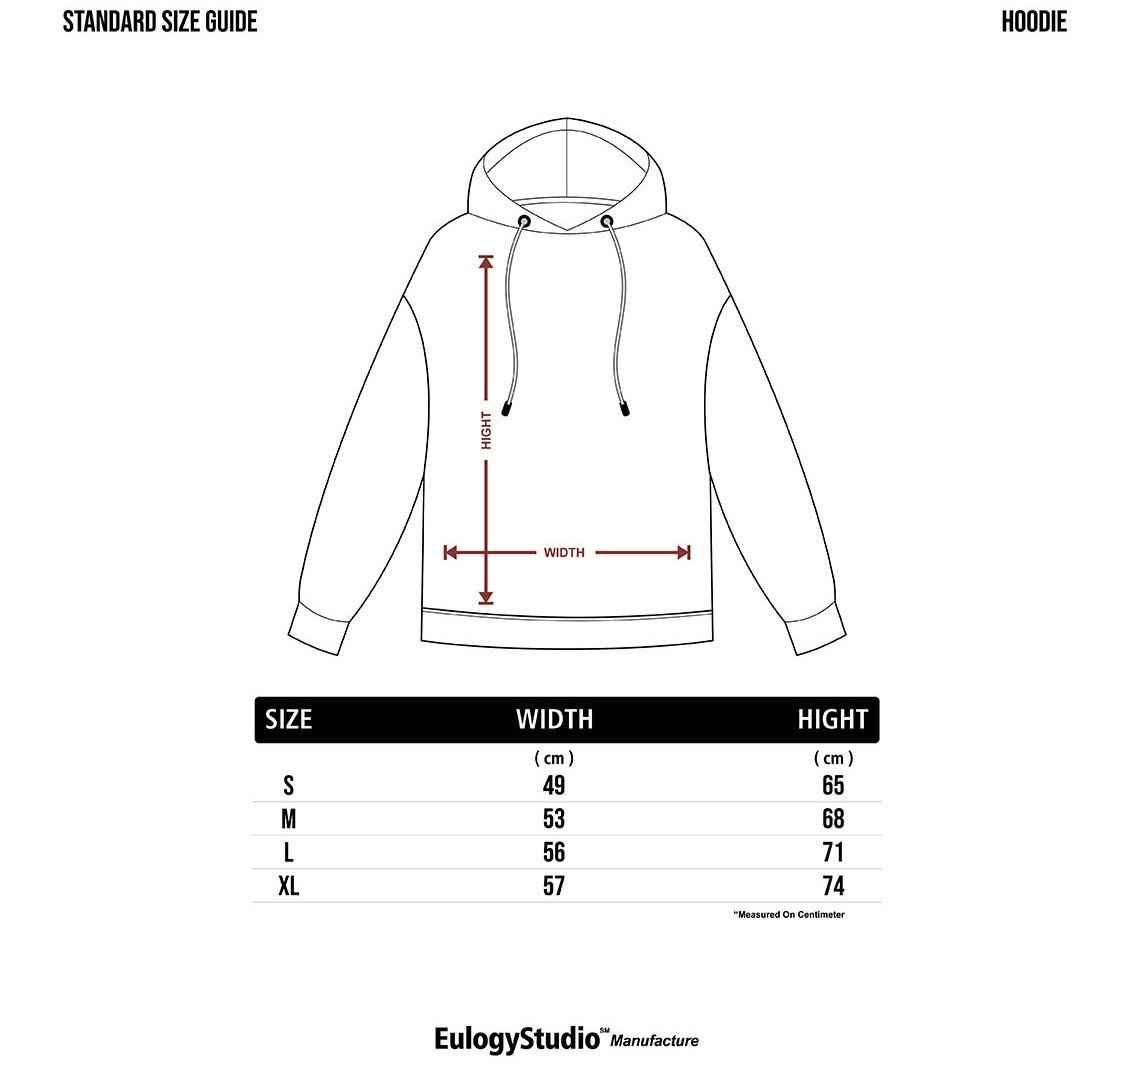 STANDARD SIZE GUIDE
HOODIE
HIGHT
WIDTH
SIZE WIDTH HIGHT
( cm ) ( cm )
S 49 65
M 53 68
L 56 71
XL 57 74
"Measured On Centimeter
EulogyStudio℠ Manufacture